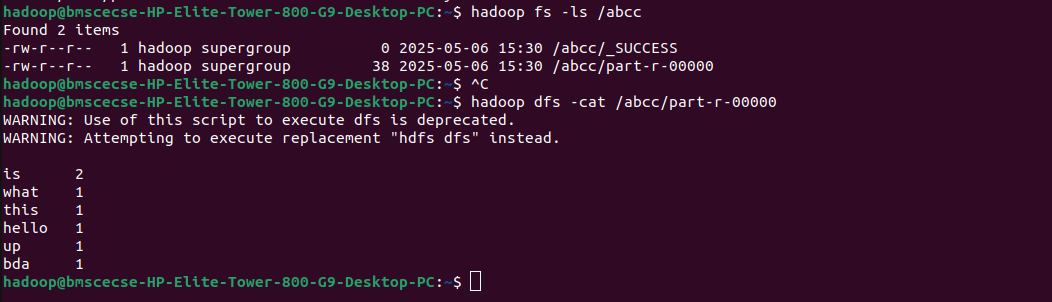 hadoop@bmscecse-HP-Elite-Tower-800-G9-Desktop-PC:~$ hadoop fs -ls /abcc
Found 2 items
-rw-r--r--   1 hadoop supergroup          0 2025-05-06 15:30 /abcc/_SUCCESS
-rw-r--r--   1 hadoop supergroup         38 2025-05-06 15:30 /abcc/part-r-00000
hadoop@bmscecse-HP-Elite-Tower-800-G9-Desktop-PC:~$ ^C
hadoop@bmscecse-HP-Elite-Tower-800-G9-Desktop-PC:~$ hadoop dfs -cat /abcc/part-r-00000
WARNING: Use of this script to execute dfs is deprecated.
WARNING: Attempting to execute replacement "hdfs dfs" instead.

is      2
what    1
this    1
hello   1
up      1
bda     1
hadoop@bmscecse-HP-Elite-Tower-800-G9-Desktop-PC:~$